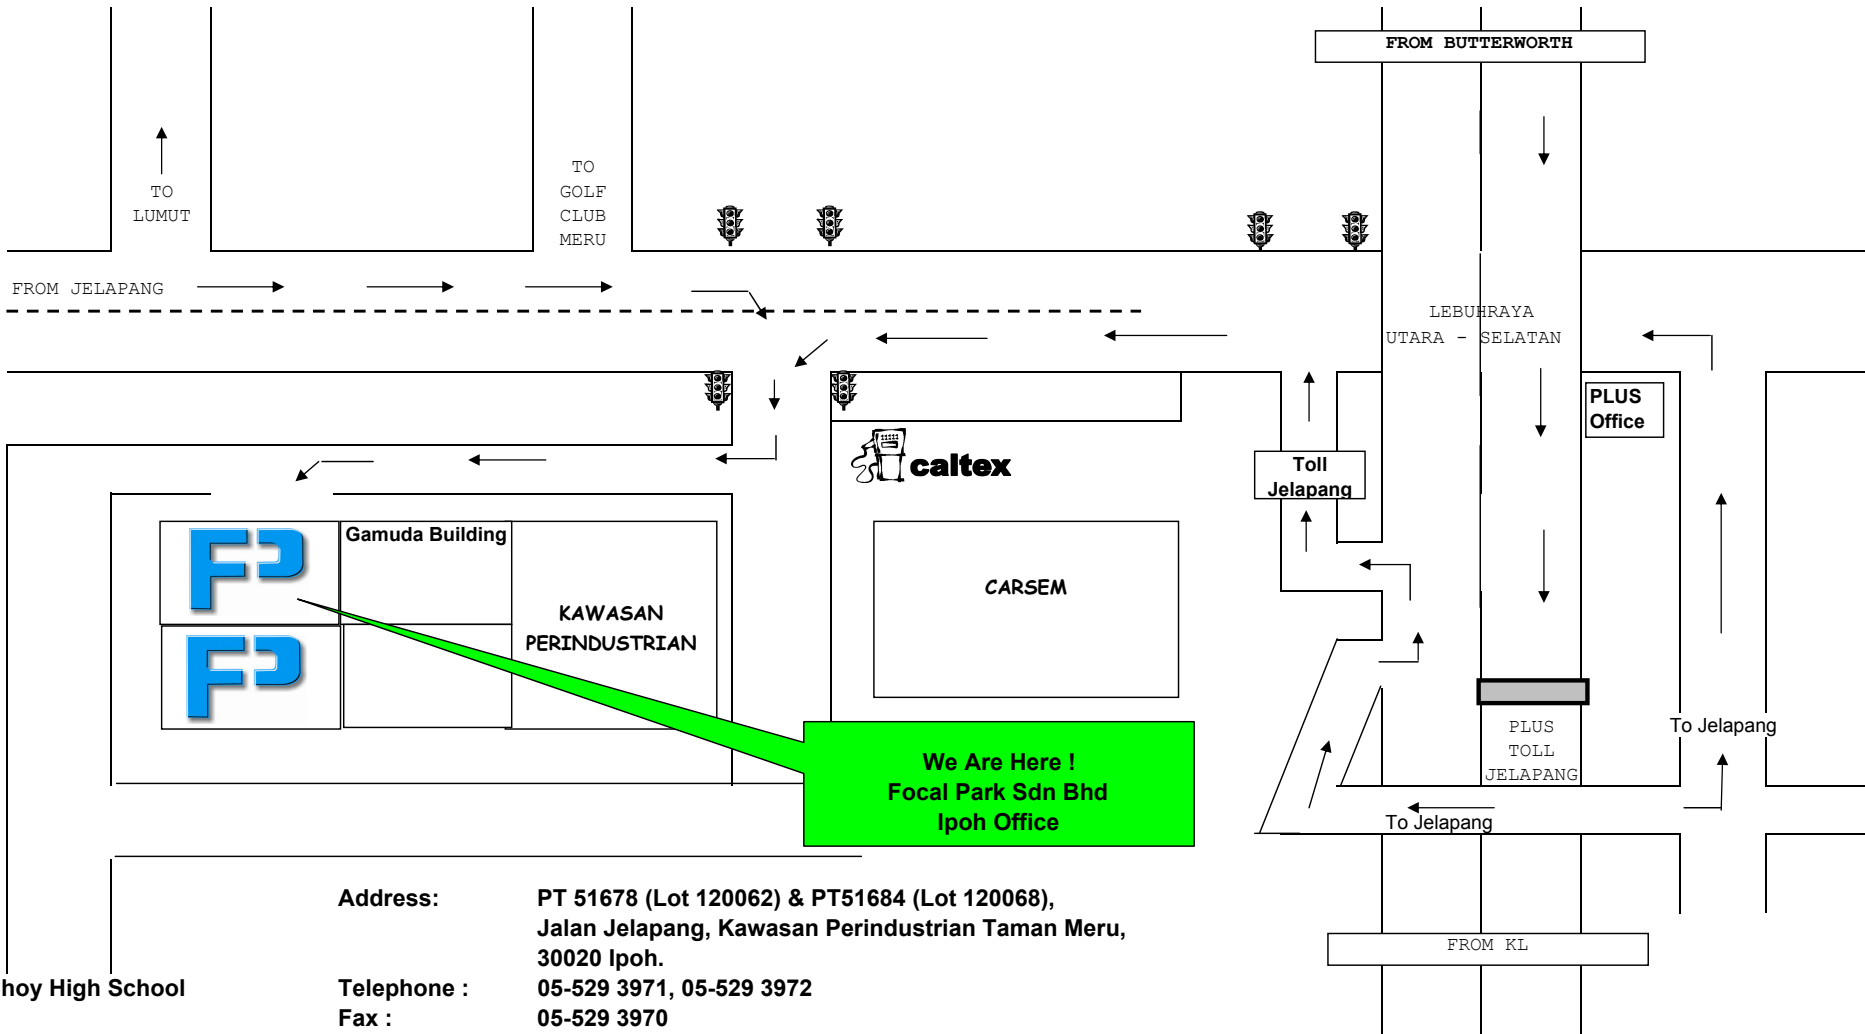 FROM BUTTERWORTH
TO
LUMUT
TO
GOLF
CLUB
MERU
FROM JELAPANG
LEBUHRAYA
UTARA - SELATAN
PLUS
Office
caltex
Toll
Jelapang
Gamuda Building
KAWASAN
PERINDUSTRIAN
CARSEM
FP
FP
PLUS
TOLL
JELAPANG
To Jelapang
To Jelapang
We Are Here !
Focal Park Sdn Bhd
Ipoh Office
FROM KL
Address: PT 51678 (Lot 120062) & PT51684 (Lot 120068),
Jalan Jelapang, Kawasan Perindustrian Taman Meru,
30020 Ipoh.
hoy High School
Telephone : 05-529 3971, 05-529 3972
Fax : 05-529 3970